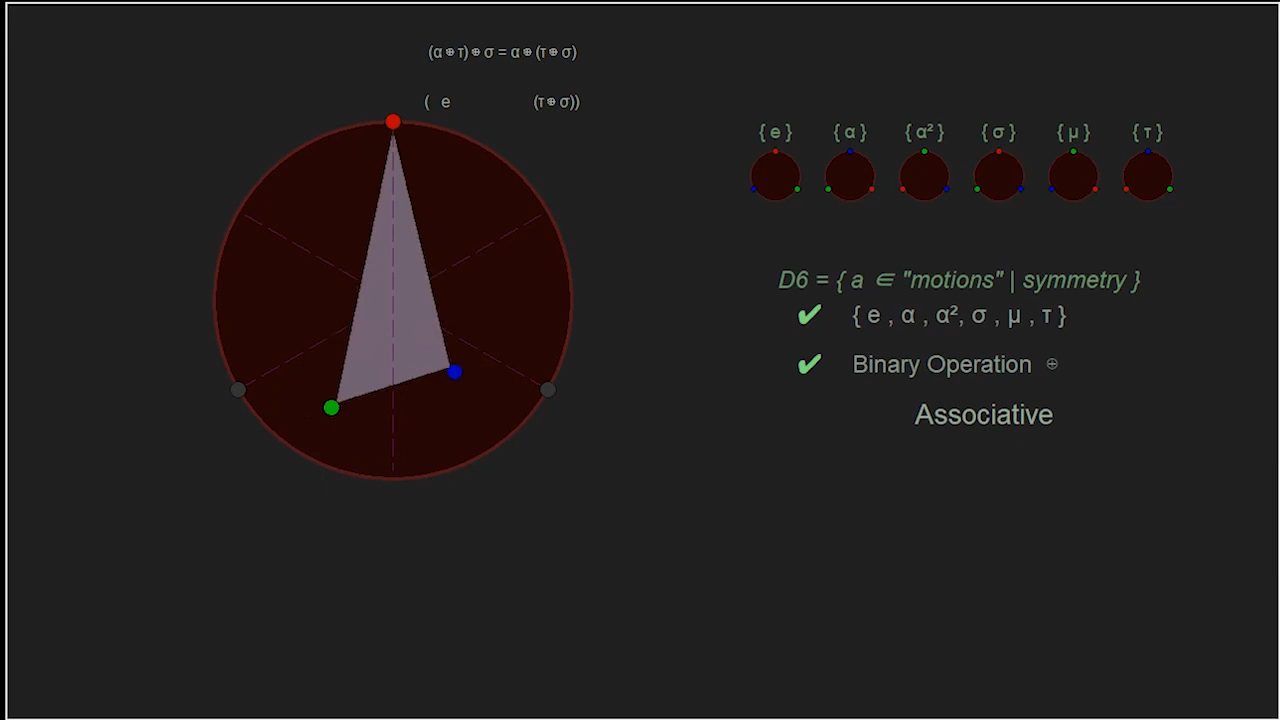 (α⊕τ)⊕σ = α⊕(τ⊕σ)
( e (τ⊕σ))
{ e } { α } { α² } { σ } { μ } { τ }
D6 = { a ∈ "motions" | symmetry }
✔ { e , α , α², σ , μ , τ }
✔ Binary Operation ⊕
Associative